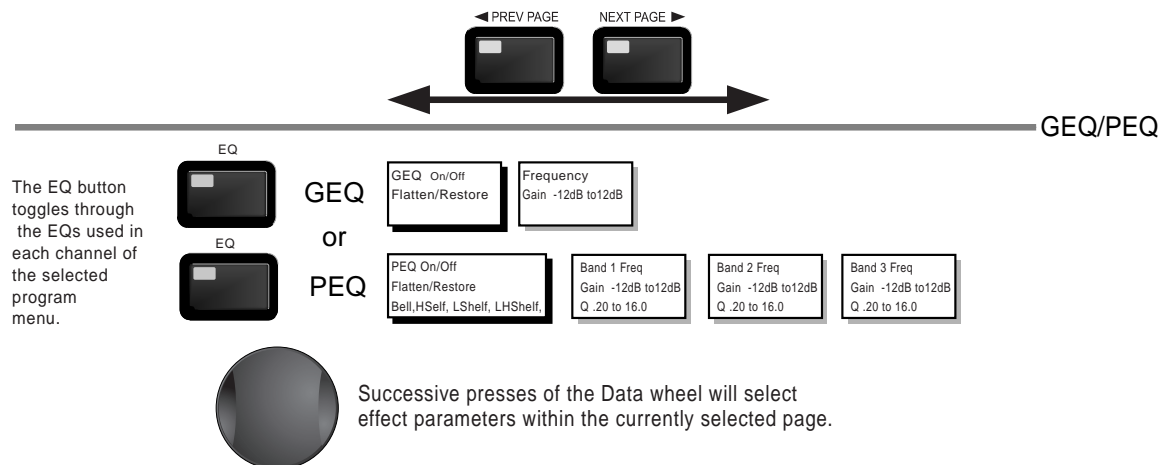 ◄ PREV PAGE NEXT PAGE ►
GEQ/PEQ
The EQ button
toggles through
the EQs used in
each channel of
the selected
program
menu.
EQ
GEQ
GEQ On/Off
Flatten/Restore
Frequency
Gain -12dB to12dB
or
EQ
PEQ
PEQ On/Off
Flatten/Restore
Bell,HSelf, LShelf, LHShelf,
Band 1 Freq
Gain -12dB to12dB
Q .20 to 16.0
Band 2 Freq
Gain -12dB to12dB
Q .20 to 16.0
Band 3 Freq
Gain -12dB to12dB
Q .20 to 16.0
Successive presses of the Data wheel will select
effect parameters within the currently selected page.